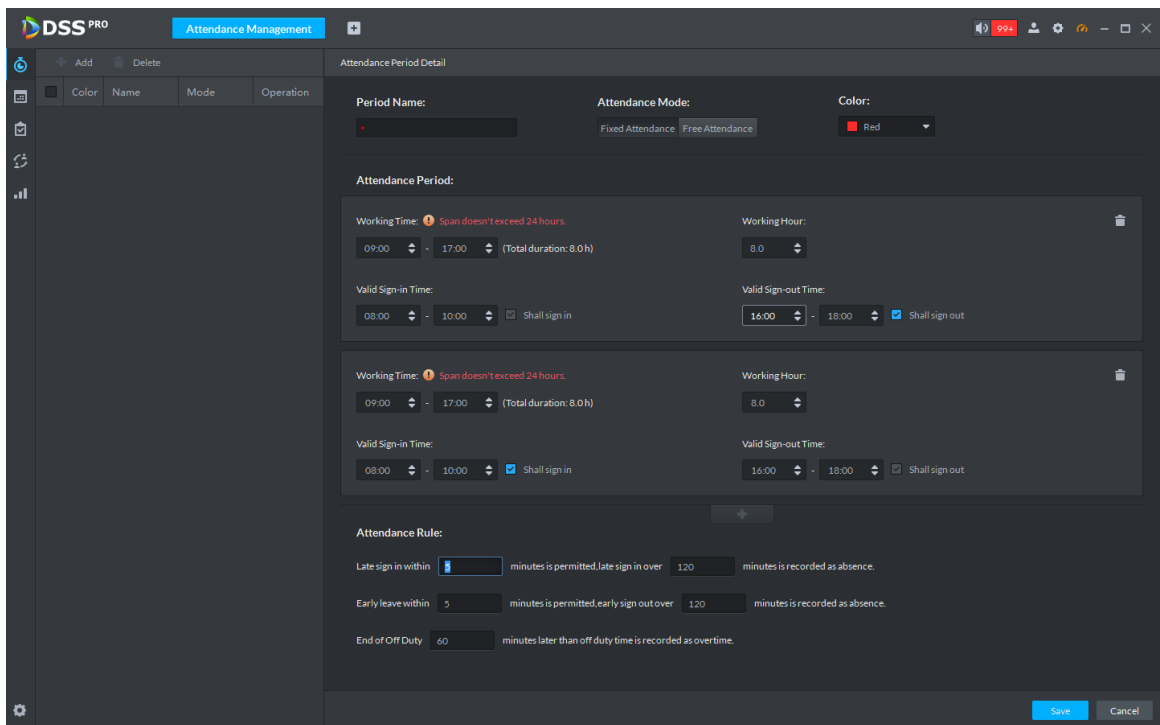 DSS PRO Attendance Management 99+
Add Delete Attendance Period Detail
Color Name Mode Operation
Period Name: Attendance Mode: Color:
* Fixed Attendance Free Attendance Red
Attendance Period:
Working Time: ! Span doesn't exceed 24 hours. Working Hour:
09:00 - 17:00 (Total duration: 8.0 h) 8.0
Valid Sign-in Time: Valid Sign-out Time:
08:00 - 10:00 Shall sign in 16:00 - 18:00 Shall sign out
Working Time: ! Span doesn't exceed 24 hours. Working Hour:
09:00 - 17:00 (Total duration: 8.0 h) 8.0
Valid Sign-in Time: Valid Sign-out Time:
08:00 - 10:00 Shall sign in 16:00 - 18:00 Shall sign out
Attendance Rule:
Late sign in within 5 minutes is permitted,late sign in over 120 minutes is recorded as absence.
Early leave within 5 minutes is permitted,early sign out over 120 minutes is recorded as absence.
End of Off Duty 60 minutes later than off duty time is recorded as overtime.
Save Cancel